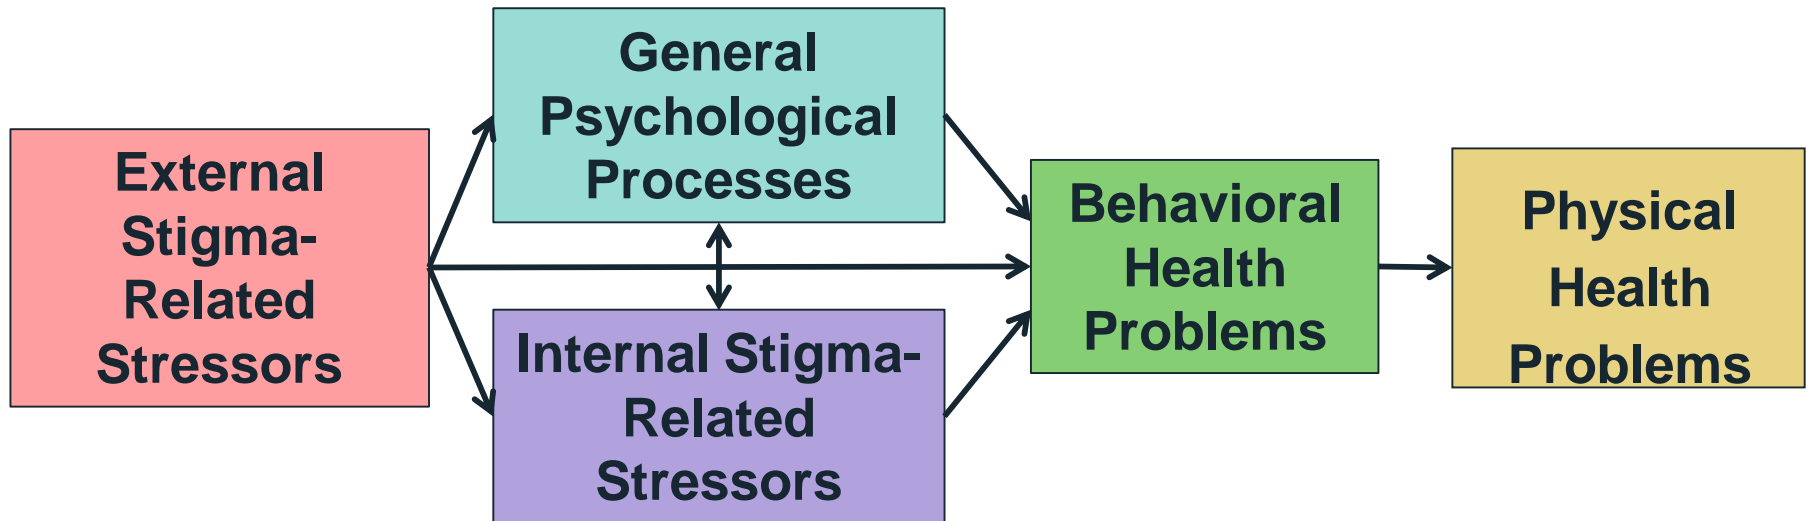 External
Stigma-
Related
Stressors
General
Psychological
Processes
Internal Stigma-
Related
Stressors
Behavioral
Health
Problems
Physical
Health
Problems